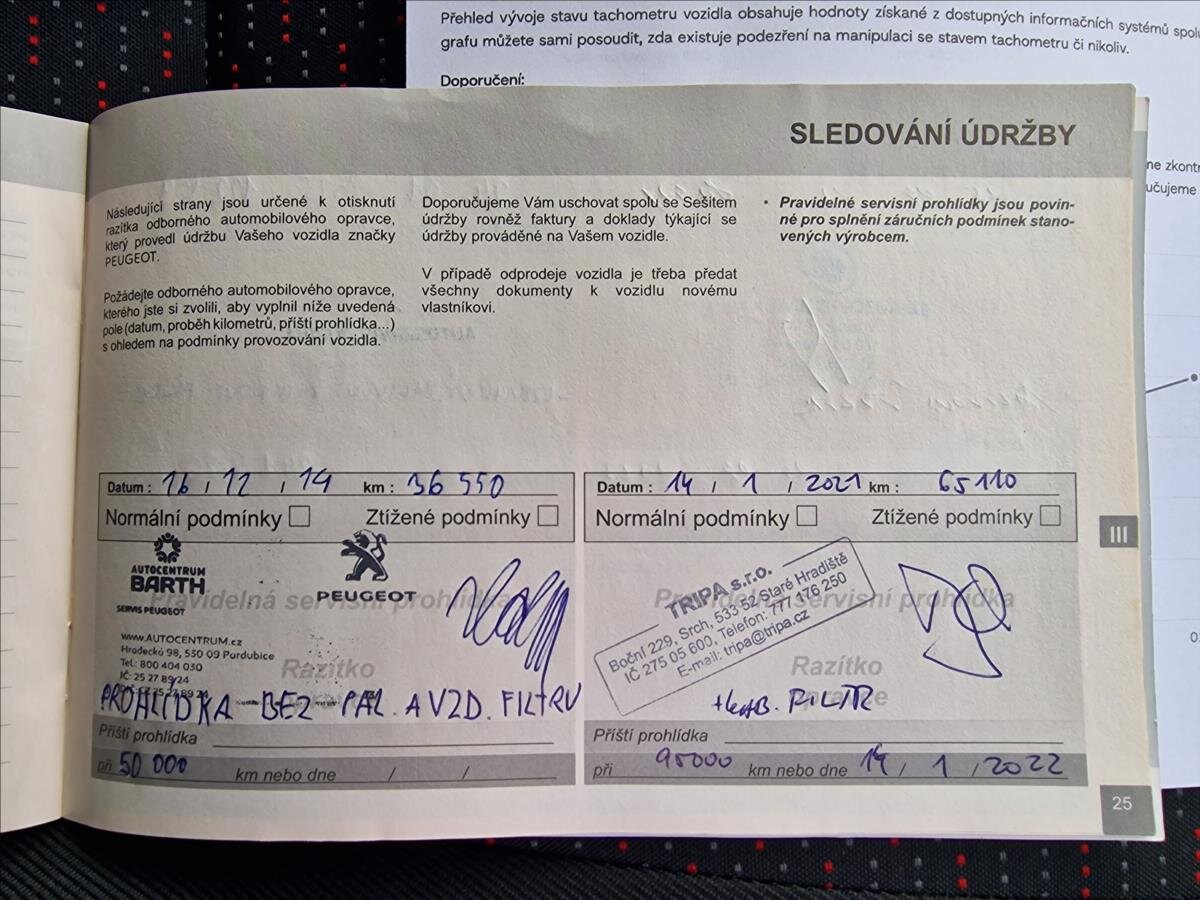 Přehled vývoje stavu tachometru vozidla obsahuje hodnoty získané z dostupných informačních systémů
grafu můžete sami posoudit, zda existuje podezření na manipulaci se stavem tachometru či nikoliv.
Doporučení:
SLEDOVÁNÍ ÚDRŽBY
Následující strany jsou určené k otisknutí
razítka odborného automobilového opravce,
který provedl údržbu Vašeho vozidla značky
PEUGEOT.
Požádejte odborného automobilového opravce,
kterého jste si zvolili, aby vyplnil níže uvedená
pole (datum, proběh kilometrů, příští prohlídka...)
s ohledem na podmínky provozování vozidla.
Doporučujeme Vám uschovat spolu se Sešitem
údržby rovněž faktury a doklady týkající se
údržby prováděné na Vašem vozidle.
V případě odprodeje vozidla je třeba předat
všechny dokumenty k vozidlu novému
vlastníkovi.
• Pravidelné servisní prohlídky jsou povin-
né pro splnění záručních podmínek stano-
vených výrobcem.
Datum : 16 / 12 / 19 km : 36 550
Normální podmínky Ztížené podmínky
AUTOCENTRUM
BARTH
SERVIS PEUGEOT
PEUGEOT
Pravidelná servisní prohlídka
www.AUTOCENTRUM.cz
Hradecká 98, 530 09 Pardubice
Tel.: 800 404 030
IČ: 25 27 89 24
Razítko
PROHLÍDKA - BEZ PAL. A VZD. FILTRU
Příští prohlídka
při 50 000 km nebo dne / /
Datum : 14 / 1 / 2021 km : 65110
Normální podmínky Ztížené podmínky
Pravidelná servisní prohlídka
TRIPA s.r.o.
Boční 229, Srch, 533 52 Staré Hradiště
IČ 275 05 600, Telefon: 777 176 250
E-mail: tripa@tripa.cz
Razítko
FILTR
Příští prohlídka
při 95000 km nebo dne 14 / 1 / 2022
III
25